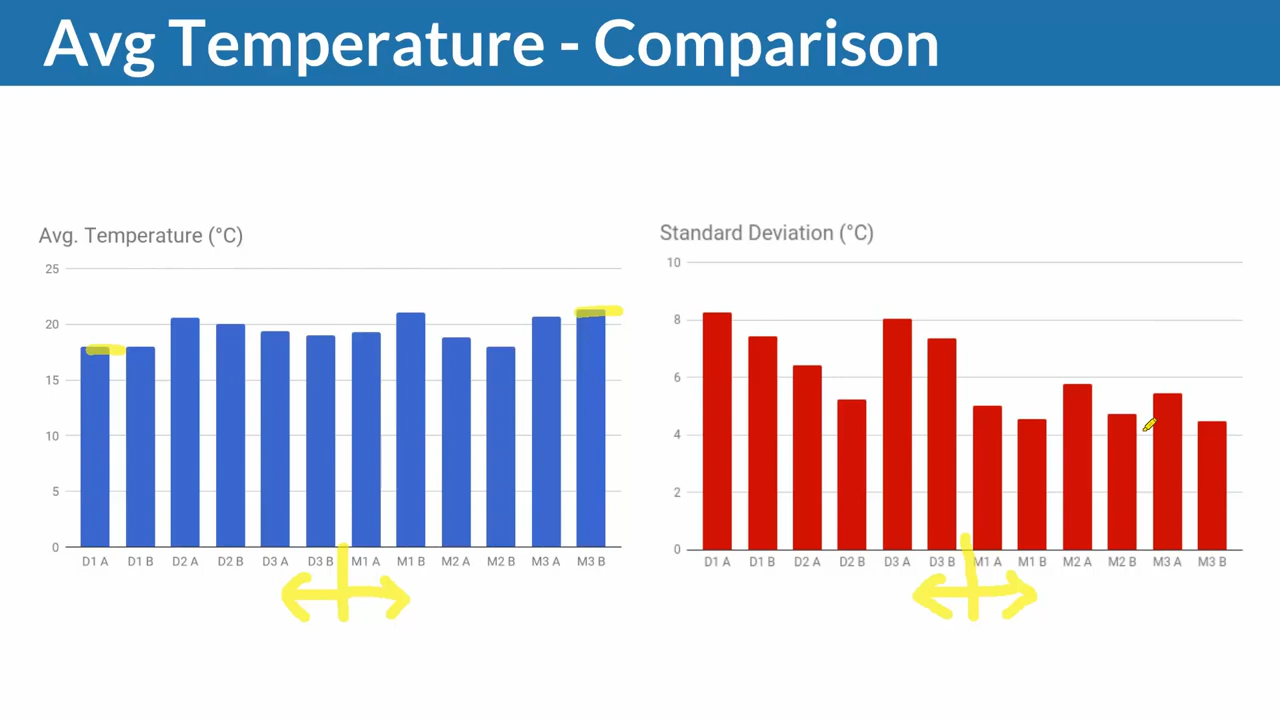 Avg Temperature - Comparison
Avg. Temperature (°C)
25
20
15
10
5
0
D1 A D1 B D2 A D2 B D3 A D3 B M1 A M1 B M2 A M2 B M3 A M3 B
Standard Deviation (°C)
10
8
6
4
2
0
D1 A D1 B D2 A D2 B D3 A D3 B M1 A M1 B M2 A M2 B M3 A M3 B